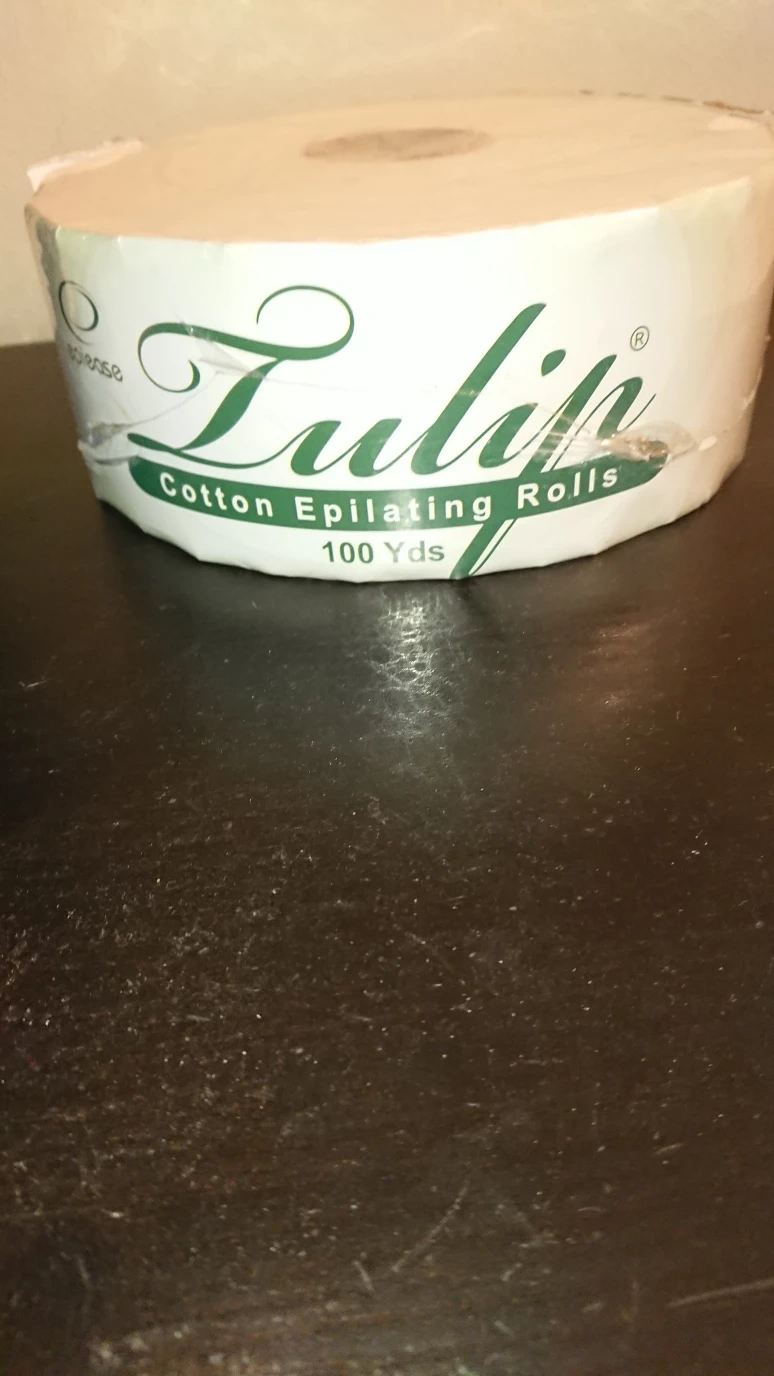 Tulip®
Cotton Epilating Rolls
100 Yds